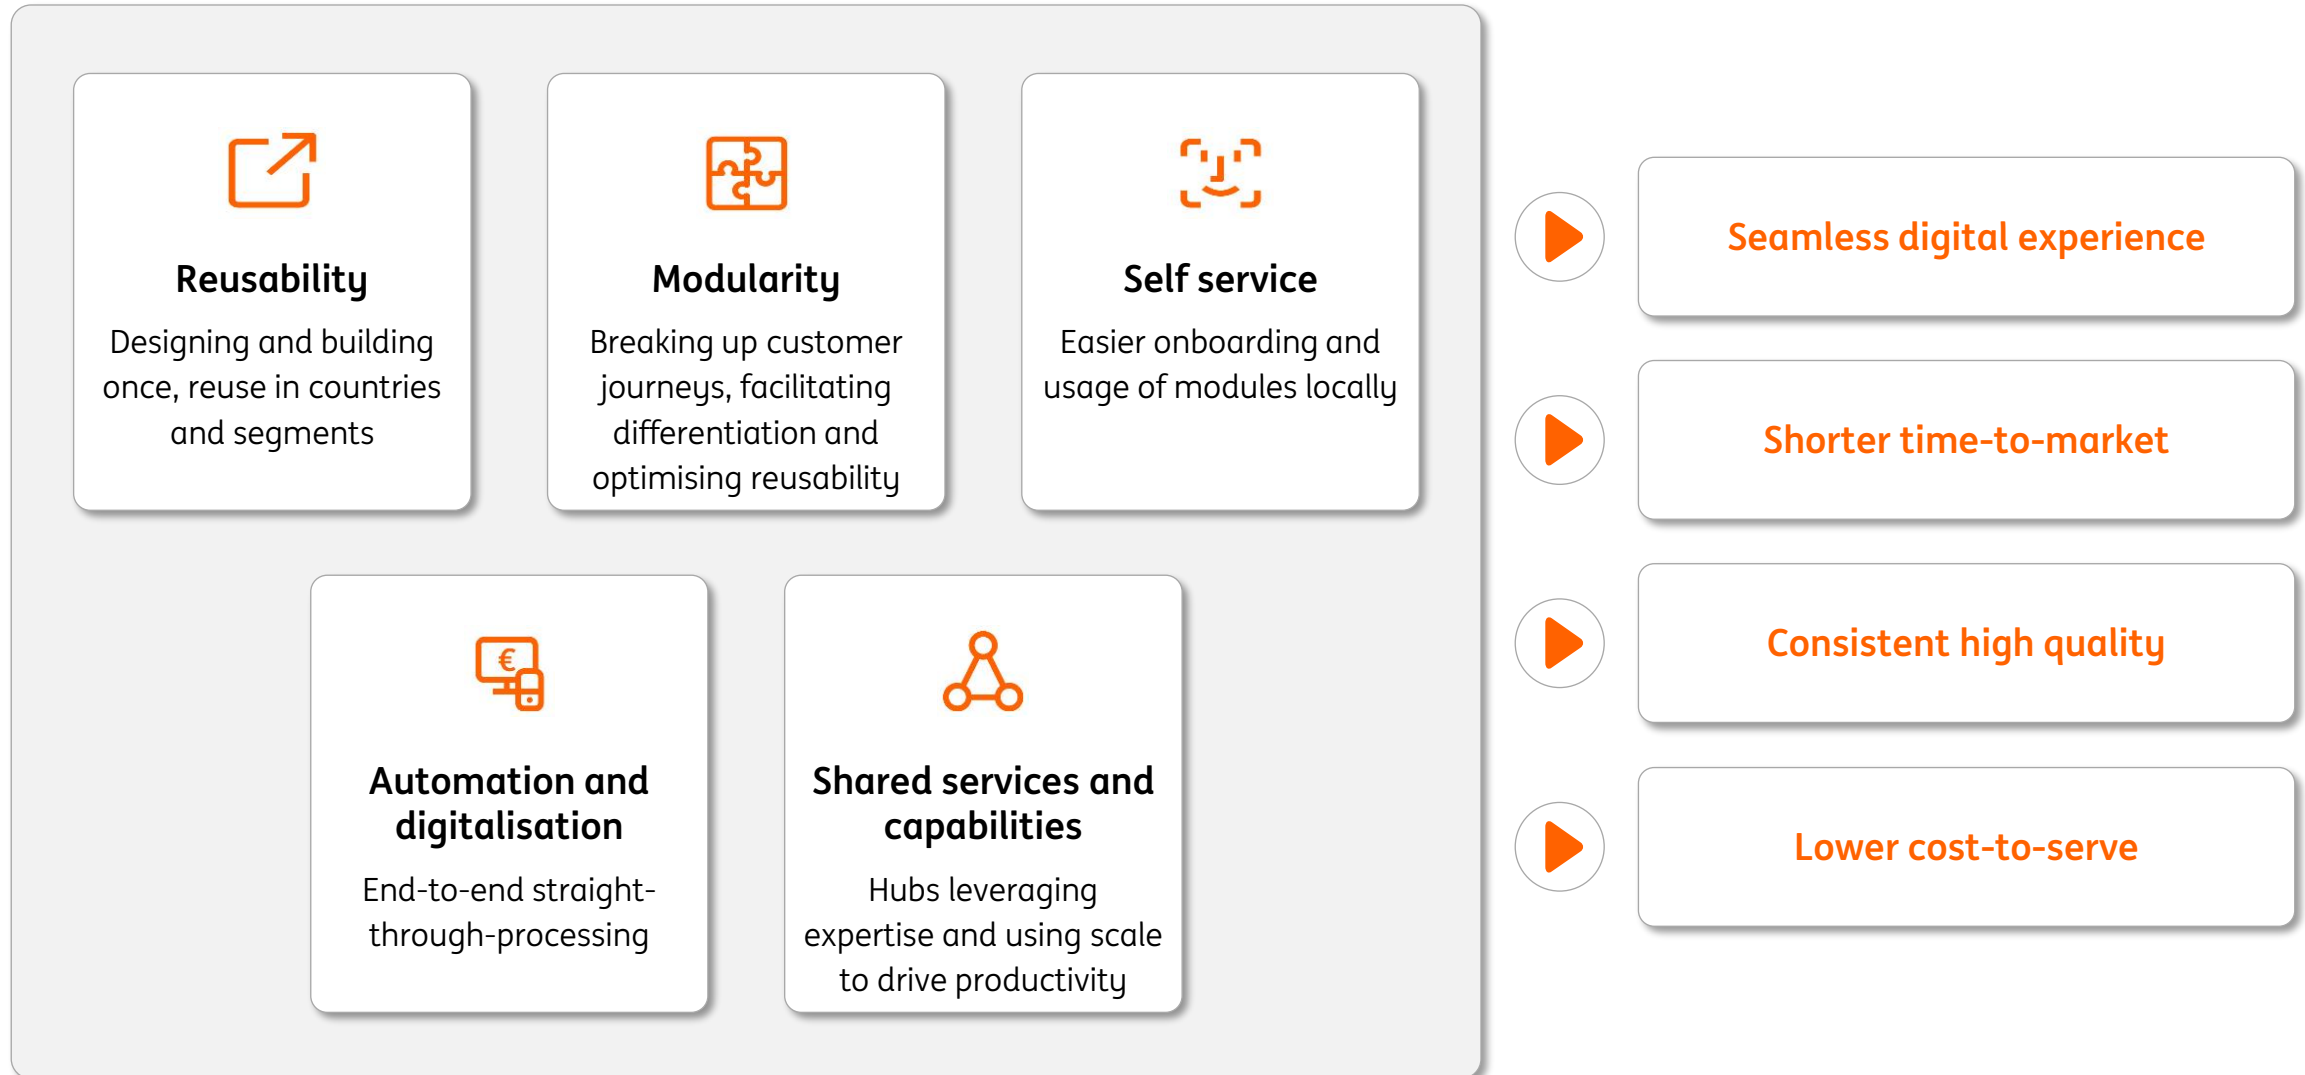 Reusability
Designing and building
once, reuse in countries
and segments
Modularity
Breaking up customer
journeys, facilitating
differentiation and
optimising reusability
Self service
Easier onboarding and
usage of modules locally
€
Automation and
digitalisation
End-to-end straight-
through-processing
Shared services and
capabilities
Hubs leveraging
expertise and using scale
to drive productivity
Seamless digital experience
Shorter time-to-market
Consistent high quality
Lower cost-to-serve